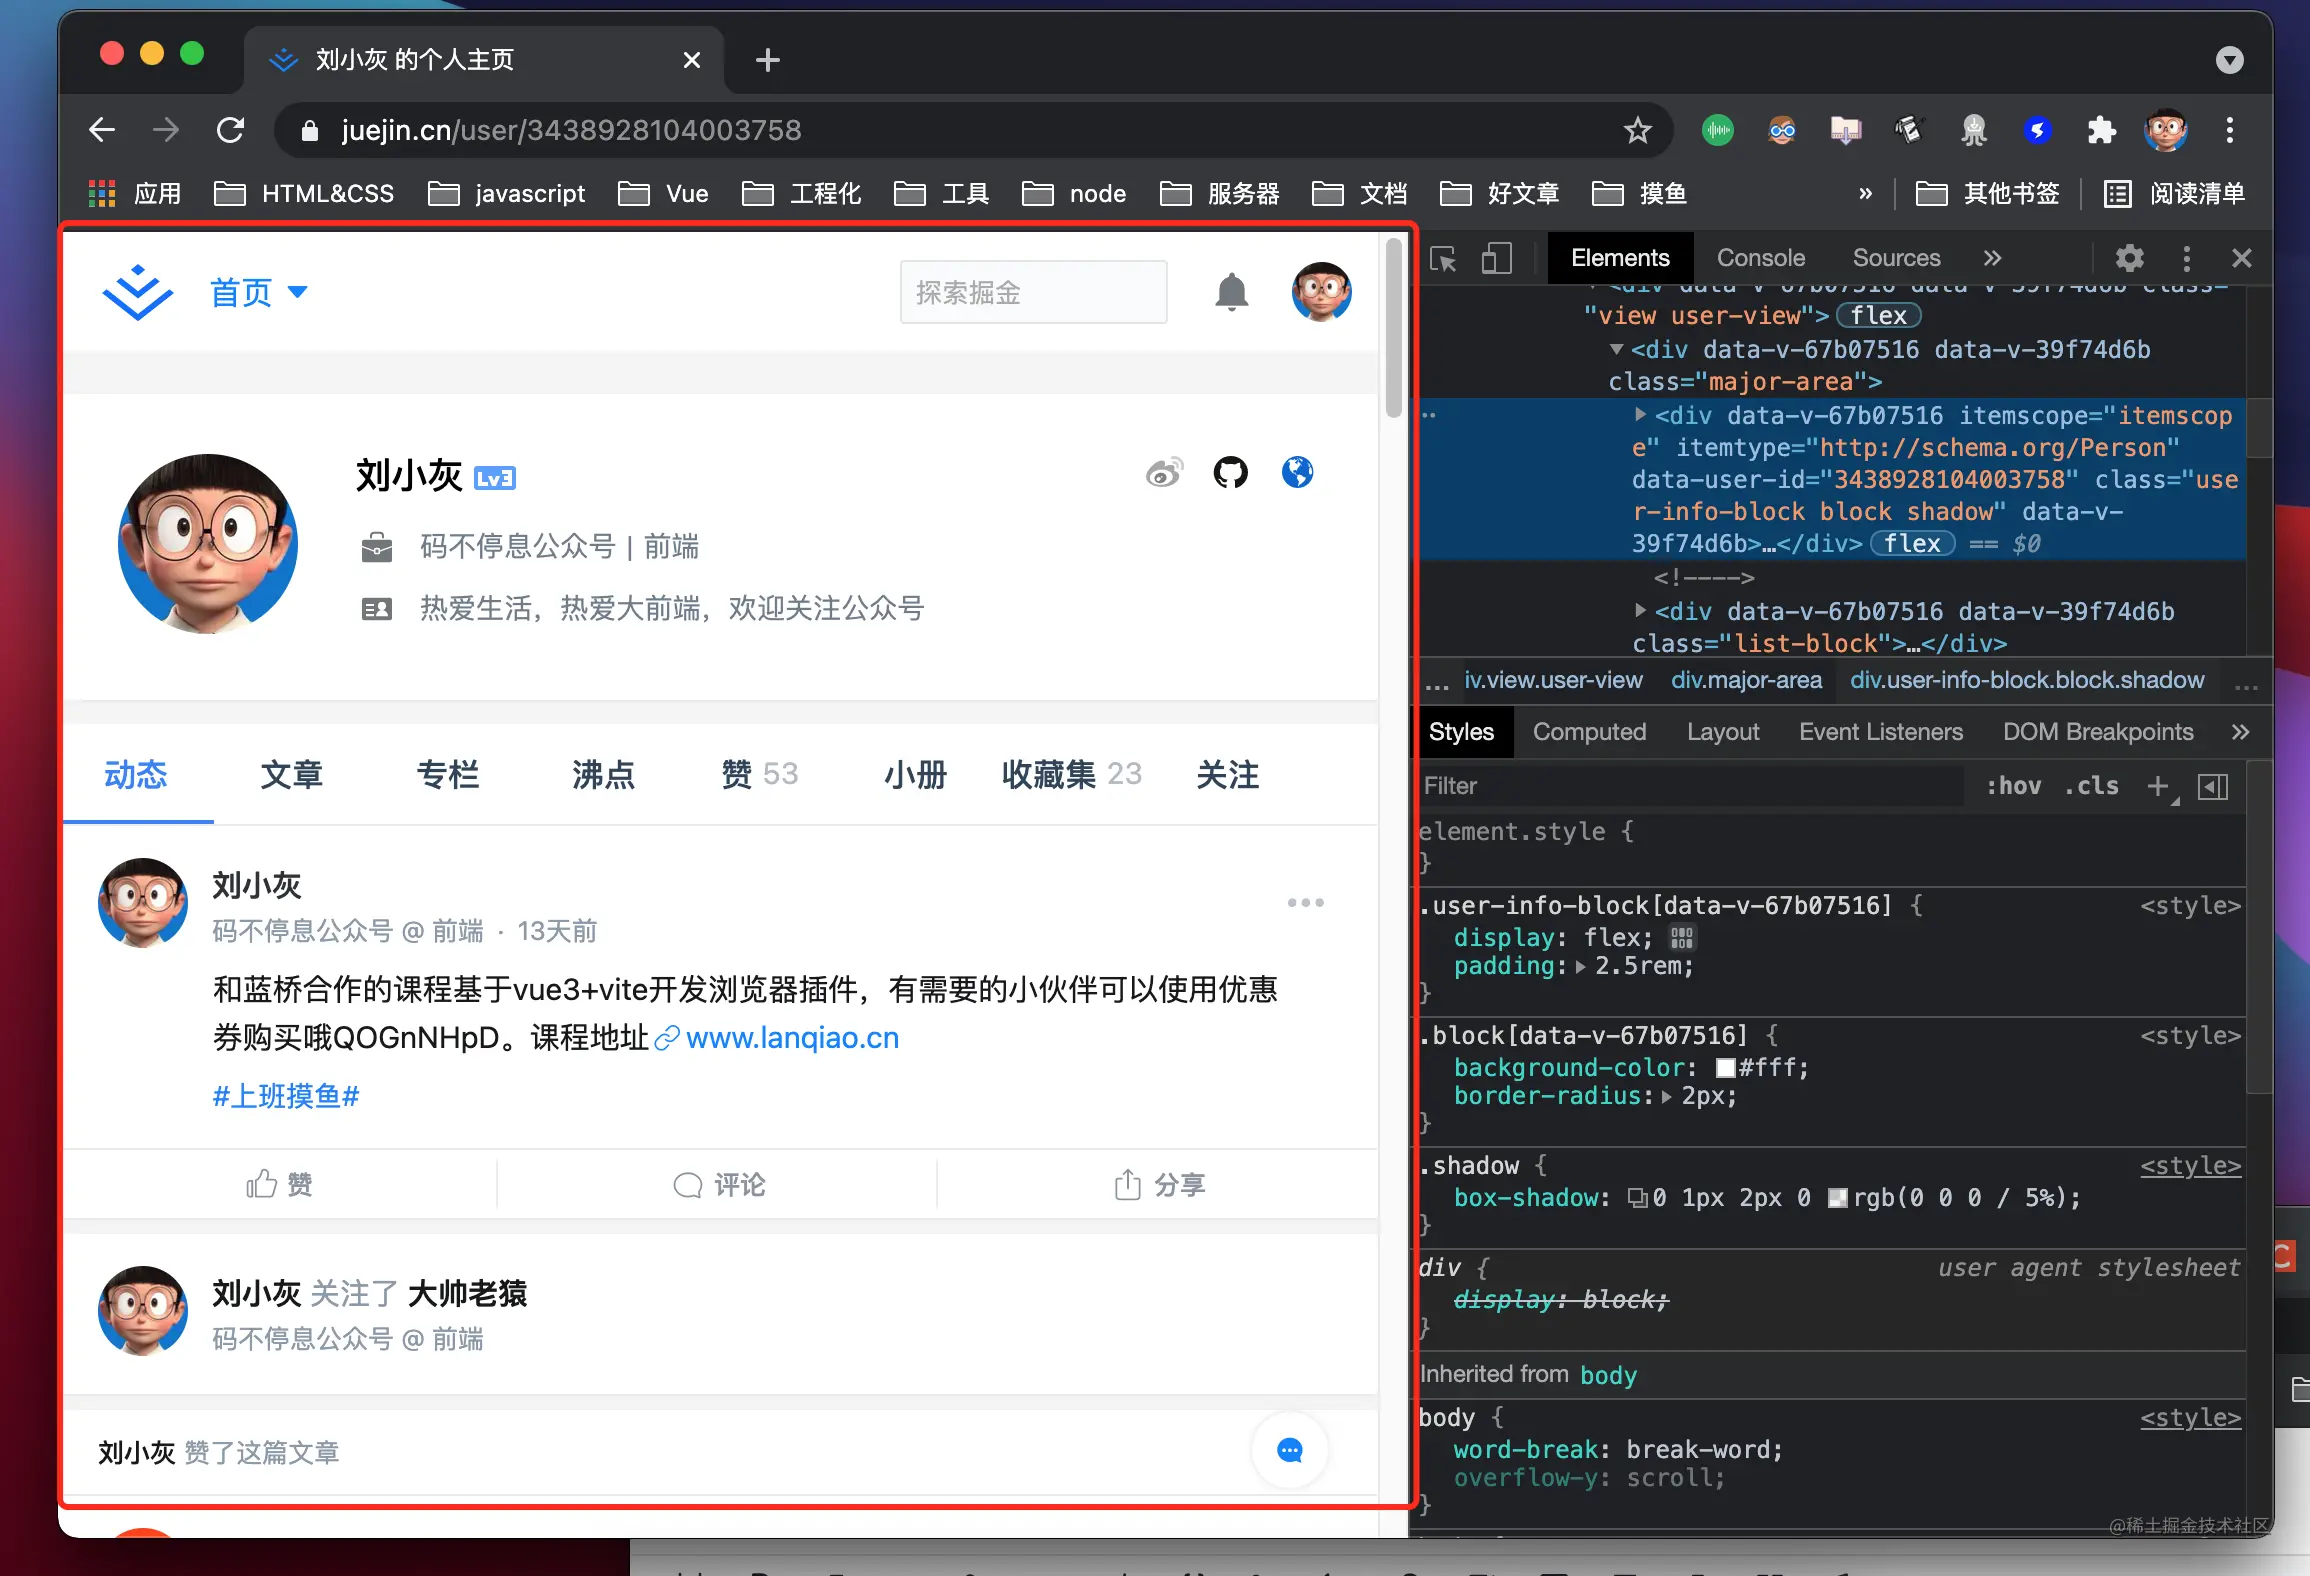 刘小灰 的个人主页
juejin.cn/user/3438928104003758
应用 HTML&CSS javascript Vue 工程化 工具 node 服务器 文档 好文章 摸鱼 » 其他书签 阅读清单
首页
探索掘金
刘小灰 Lv3
码不停息公众号 | 前端
热爱生活，热爱大前端，欢迎关注公众号
动态 文章 专栏 沸点 赞 53 小册 收藏集 23 关注
刘小灰
码不停息公众号 @ 前端 · 13天前
和蓝桥合作的课程基于vue3+vite开发浏览器插件，有需要的小伙伴可以使用优惠
券购买哦QOGnNHpD。课程地址 www.lanqiao.cn
#上班摸鱼#
赞 评论 分享
刘小灰 关注了 大帅老猿
码不停息公众号 @ 前端
刘小灰 赞了这篇文章
Elements Console Sources »
<div data-v-67b07516 data-v-39f74d6b class=
"view user-view"> flex
<div data-v-67b07516 data-v-39f74d6b
class="major-area">
<div data-v-67b07516 itemscope="itemscop
e" itemtype="http://schema.org/Person"
data-user-id="3438928104003758" class="use
r-info-block block shadow" data-v-
39f74d6b>…</div> flex == $0
<!---->
<div data-v-67b07516 data-v-39f74d6b
class="list-block">…</div>
... iv.view.user-view div.major-area div.user-info-block.block.shadow ...
Styles Computed Layout Event Listeners DOM Breakpoints »
Filter :hov .cls +
element.style {
}
.user-info-block[data-v-67b07516] { <style>
display: flex;
padding: 2.5rem;
}
.block[data-v-67b07516] { <style>
background-color: #fff;
border-radius: 2px;
}
.shadow { <style>
box-shadow: 0 1px 2px 0 rgb(0 0 0 / 5%);
}
div { user agent stylesheet
display: block;
}
Inherited from body
body { <style>
word-break: break-word;
overflow-y: scroll;
}
@稀土掘金技术社区